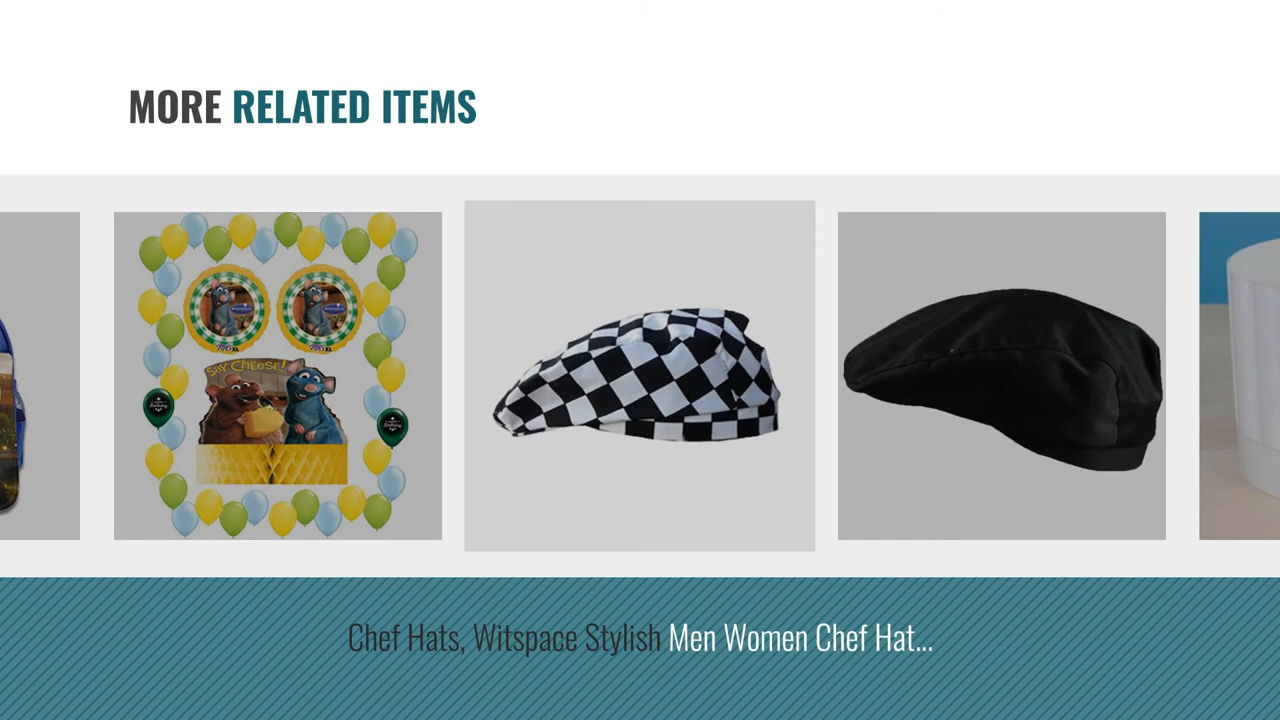 MORE RELATED ITEMS
SAY CHEESE!
Chef Hats, Witspace Stylish Men Women Chef Hat...